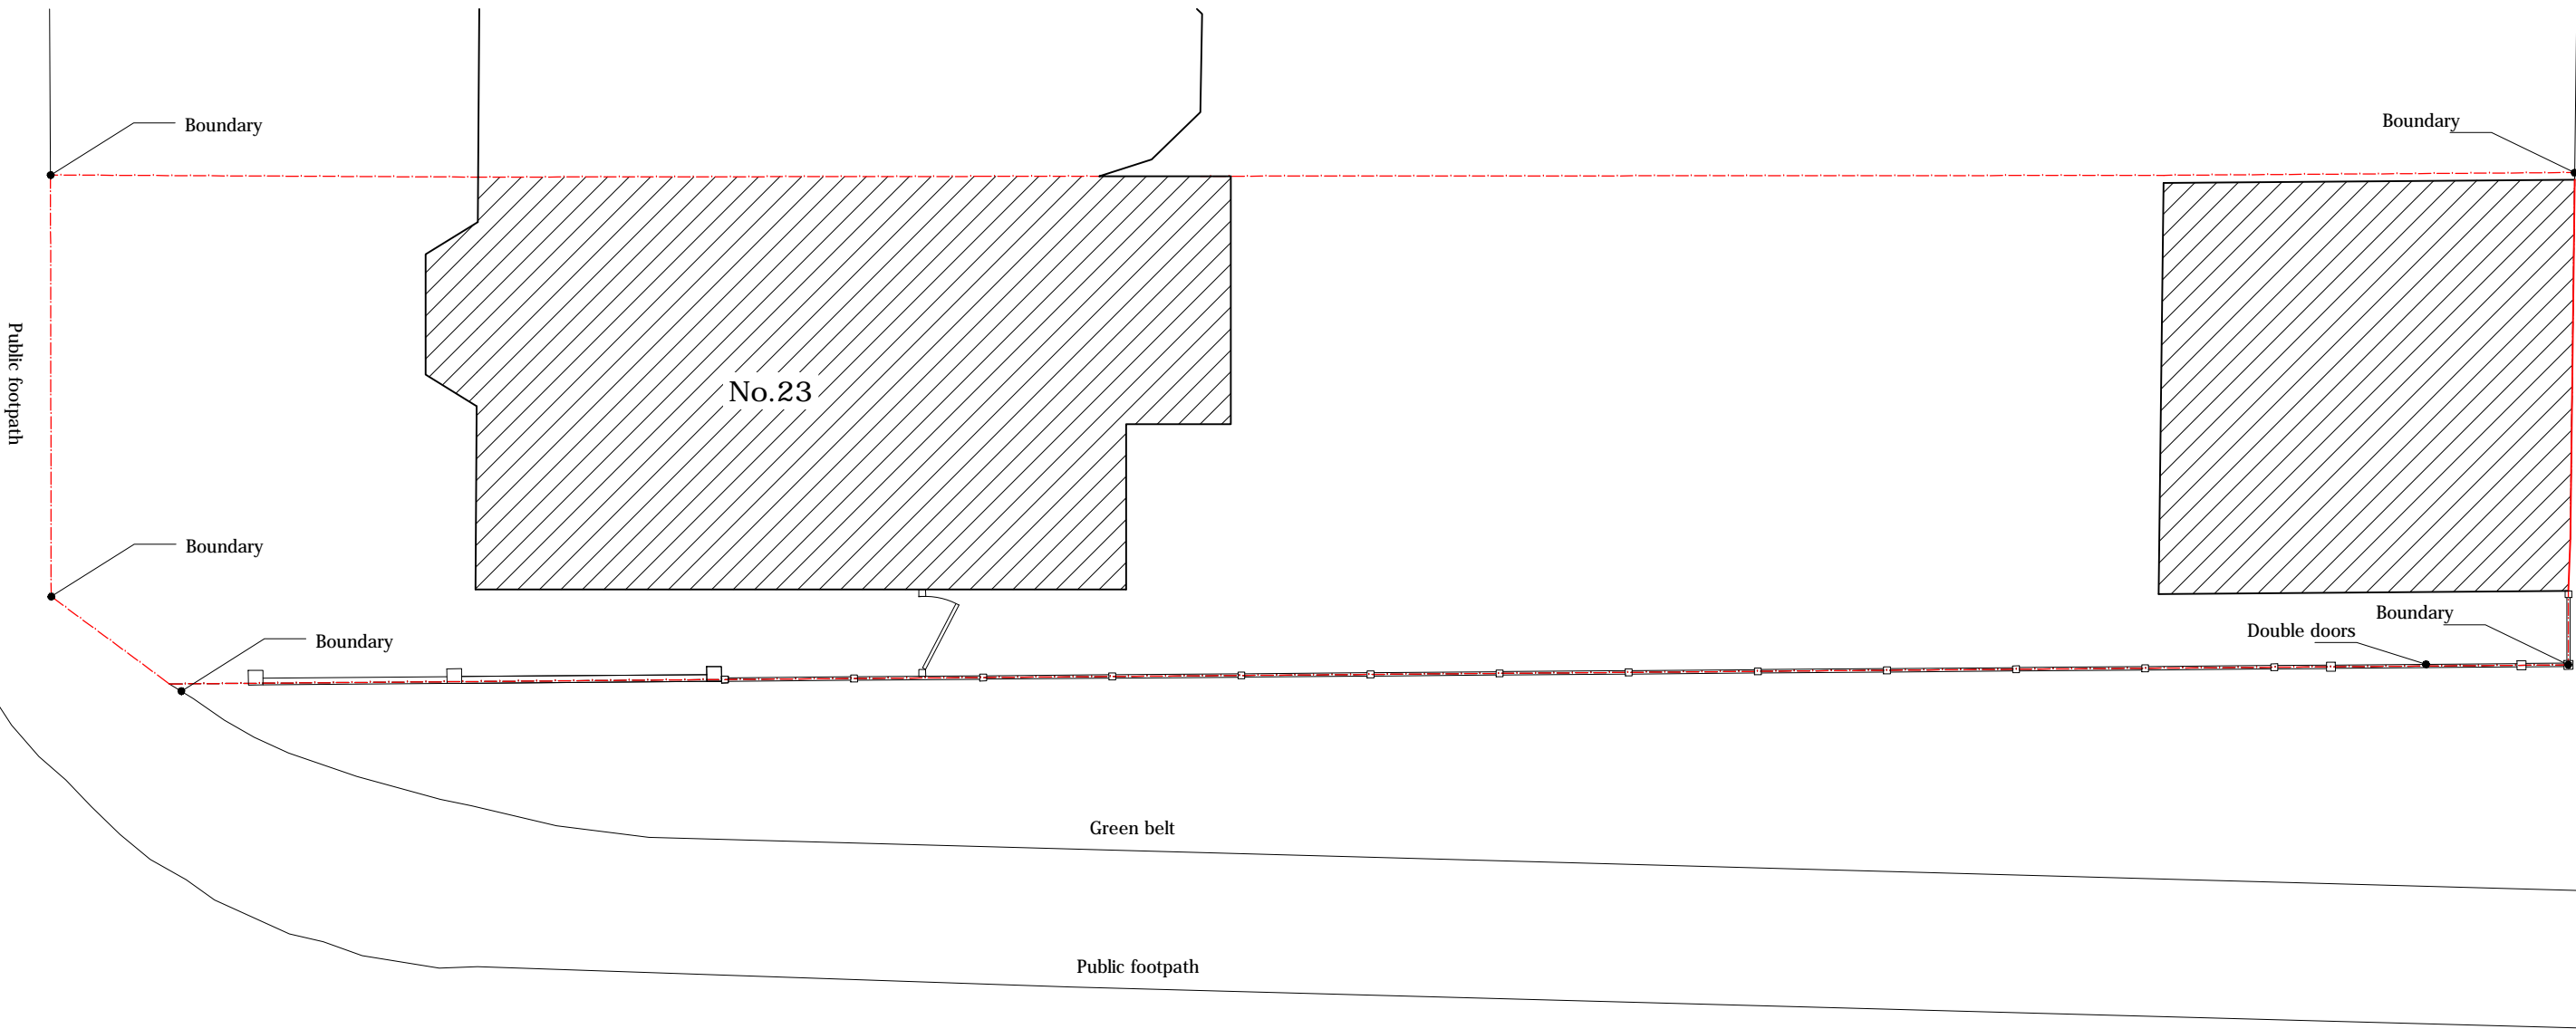 Boundary
Boundary
Public footpath
No.23
Boundary
Boundary
Double doors
Boundary
Green belt
Public footpath